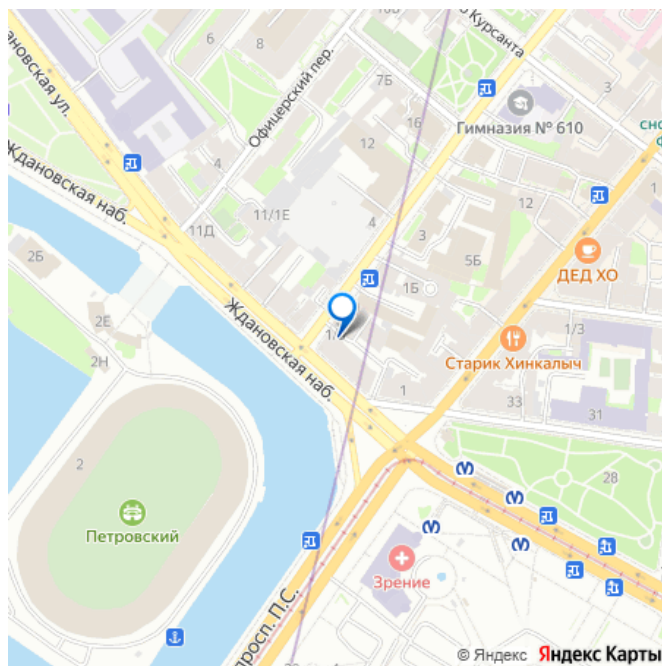 о Курсанта
6
8
7Б
Ждановская ул.
Офицерский пер.
16
Гимназия № 610
12
Ждановская наб.
11/1Е
4
12
1
11Д
3
2Б
5Б
ДЕД ХО
1Б
2Е
Ждановская наб.
1/3
2Н
Старик Хинкалыч
1
33
31
2
28
Петровский
Зрение
просп. П.С.
© Яндекс Яндекс Карты